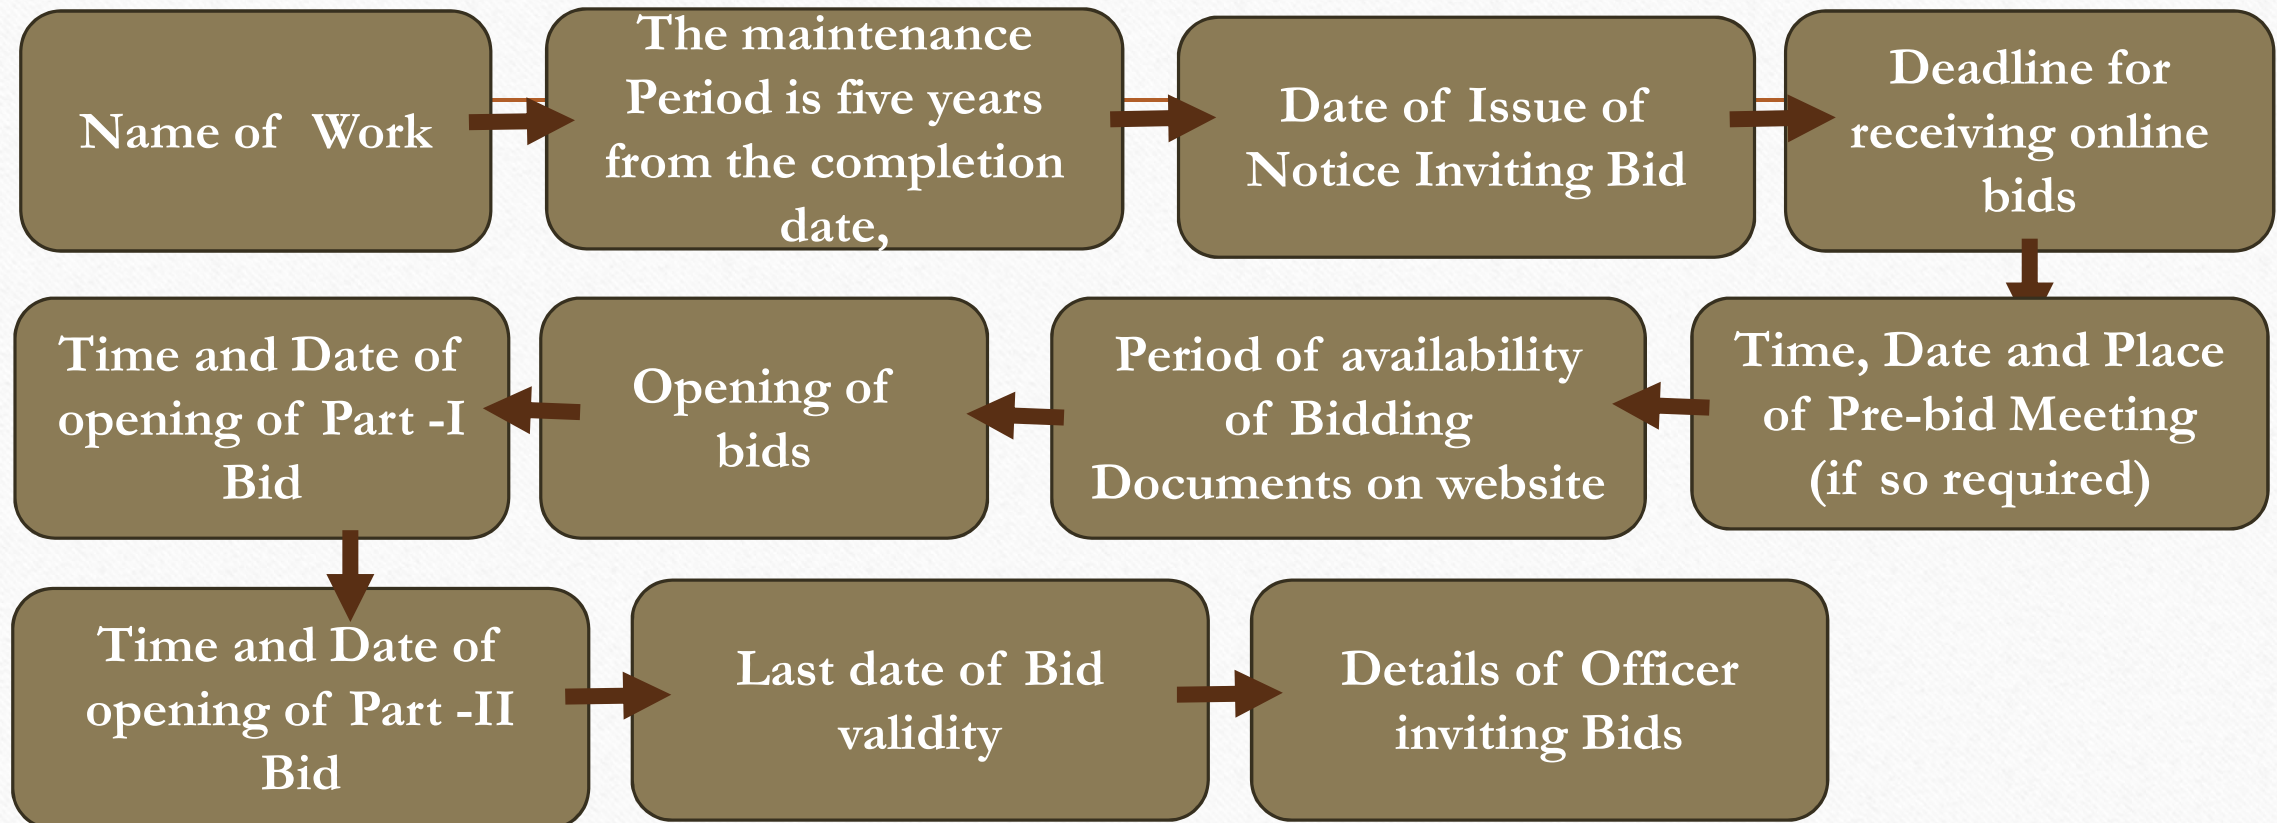 Name of Work
The maintenance
Period is five years
from the completion
date,
Date of Issue of
Notice Inviting Bid
Deadline for
receiving online
bids
Time, Date and Place
of Pre-bid Meeting
(if so required)
Period of availability
of Bidding
Documents on website
Opening of
bids
Time and Date of
opening of Part -I
Bid
Time and Date of
opening of Part -II
Bid
Last date of Bid
validity
Details of Officer
inviting Bids